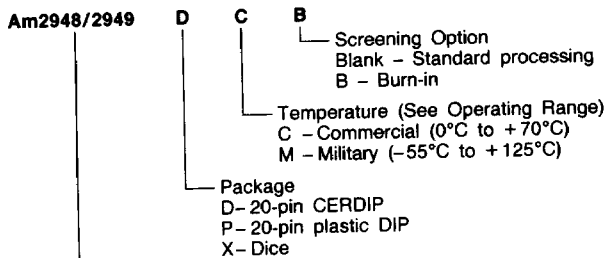 Am2948/2949 D C B
Screening Option
Blank – Standard processing
B – Burn-in
Temperature (See Operating Range)
C – Commercial (0°C to +70°C)
M – Military (–55°C to +125°C)
Package
D– 20-pin CERDIP
P– 20-pin plastic DIP
X– Dice